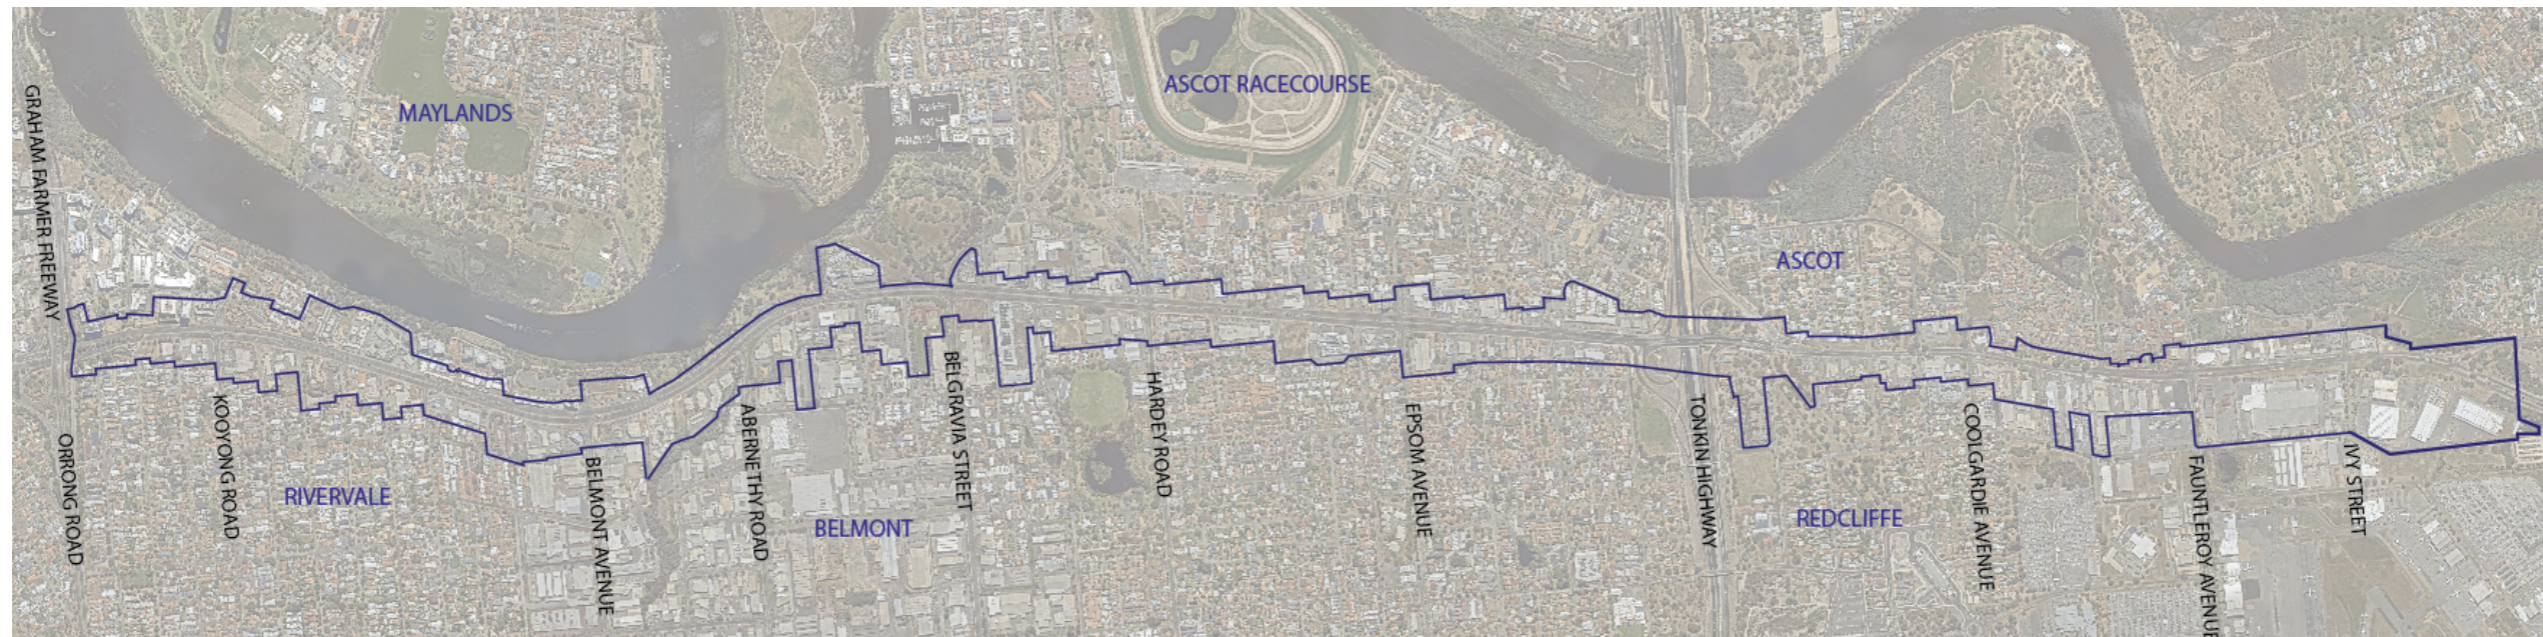 GRAHAM FARMER FREEWAY
MAYLANDS
ASCOT RACECOURSE
ASCOT
ORRONG ROAD
KOOYONG ROAD
RIVERVALE
BELMONT AVENUE
ABERNETHY ROAD
BELMONT
BELGRAVIA STREET
HARDEY ROAD
EPSOM AVENUE
TONKIN HIGHWAY
REDCLIFFE
COOLGARDIE AVENUE
FAUNTLEROY AVENUE
IVY STREET